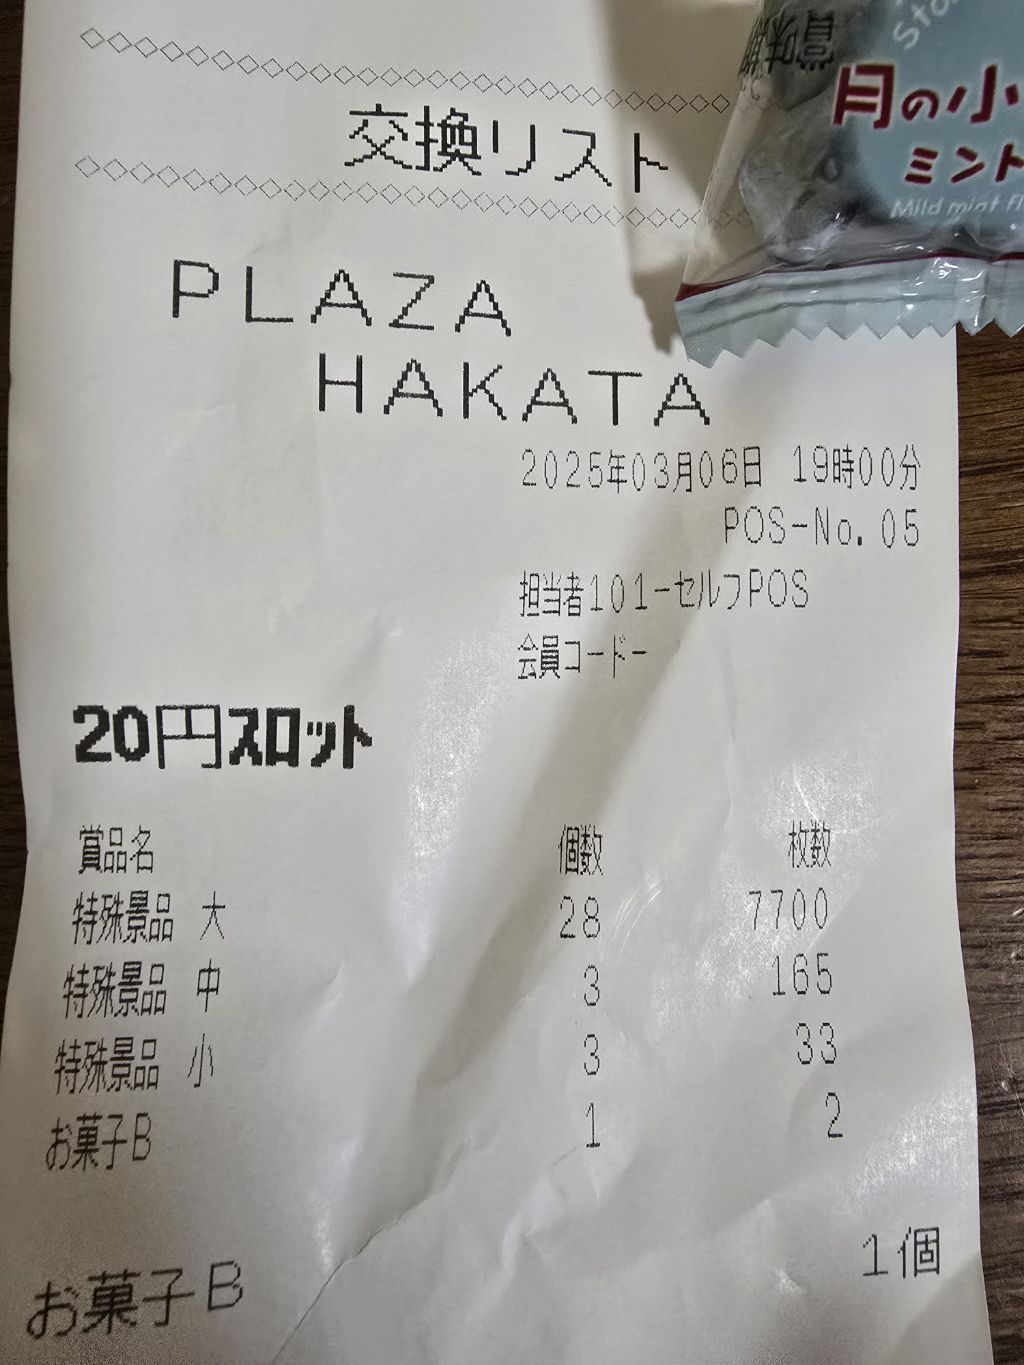 ◇◇◇◇◇◇◇◇◇◇◇◇◇◇◇◇◇◇◇◇◇◇◇◇◇
交換リスト
◇◇◇◇◇◇◇◇◇◇◇◇◇◇◇◇◇◇◇◇◇◇◇◇◇
PLAZA
HAKATA
2025年03月06日 19時00分
POS-No.05
担当者101-セルフPOS
会員コード-
20円スロット
賞品名 個数 枚数
特殊景品 大 28 7700
特殊景品 中 3 165
特殊景品 小 3 33
お菓子B 1 2
お菓子B 1個
月の小
ミント
Mild mint